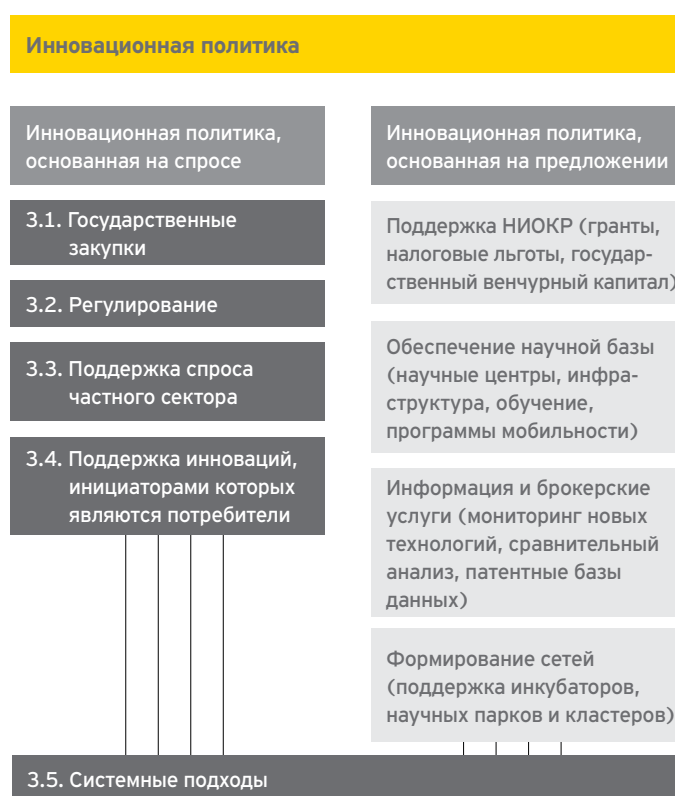 Инновационная политика
Инновационная политика,
основанная на спросе
3.1. Государственные
закупки
3.2. Регулирование
3.3. Поддержка спроса
частного сектора
3.4. Поддержка инноваций,
инициаторами которых
являются потребители
Инновационная политика,
основанная на предложении
Поддержка НИОКР (гранты,
налоговые льготы, государ-
ственный венчурный капитал)
Обеспечение научной базы
(научные центры, инфра-
структура, обучение,
программы мобильности)
Информация и брокерские
услуги (мониторинг новых
технологий, сравнительный
анализ, патентные базы
данных)
Формирование сетей
(поддержка инкубаторов,
научных парков и кластеров)
3.5. Системные подходы